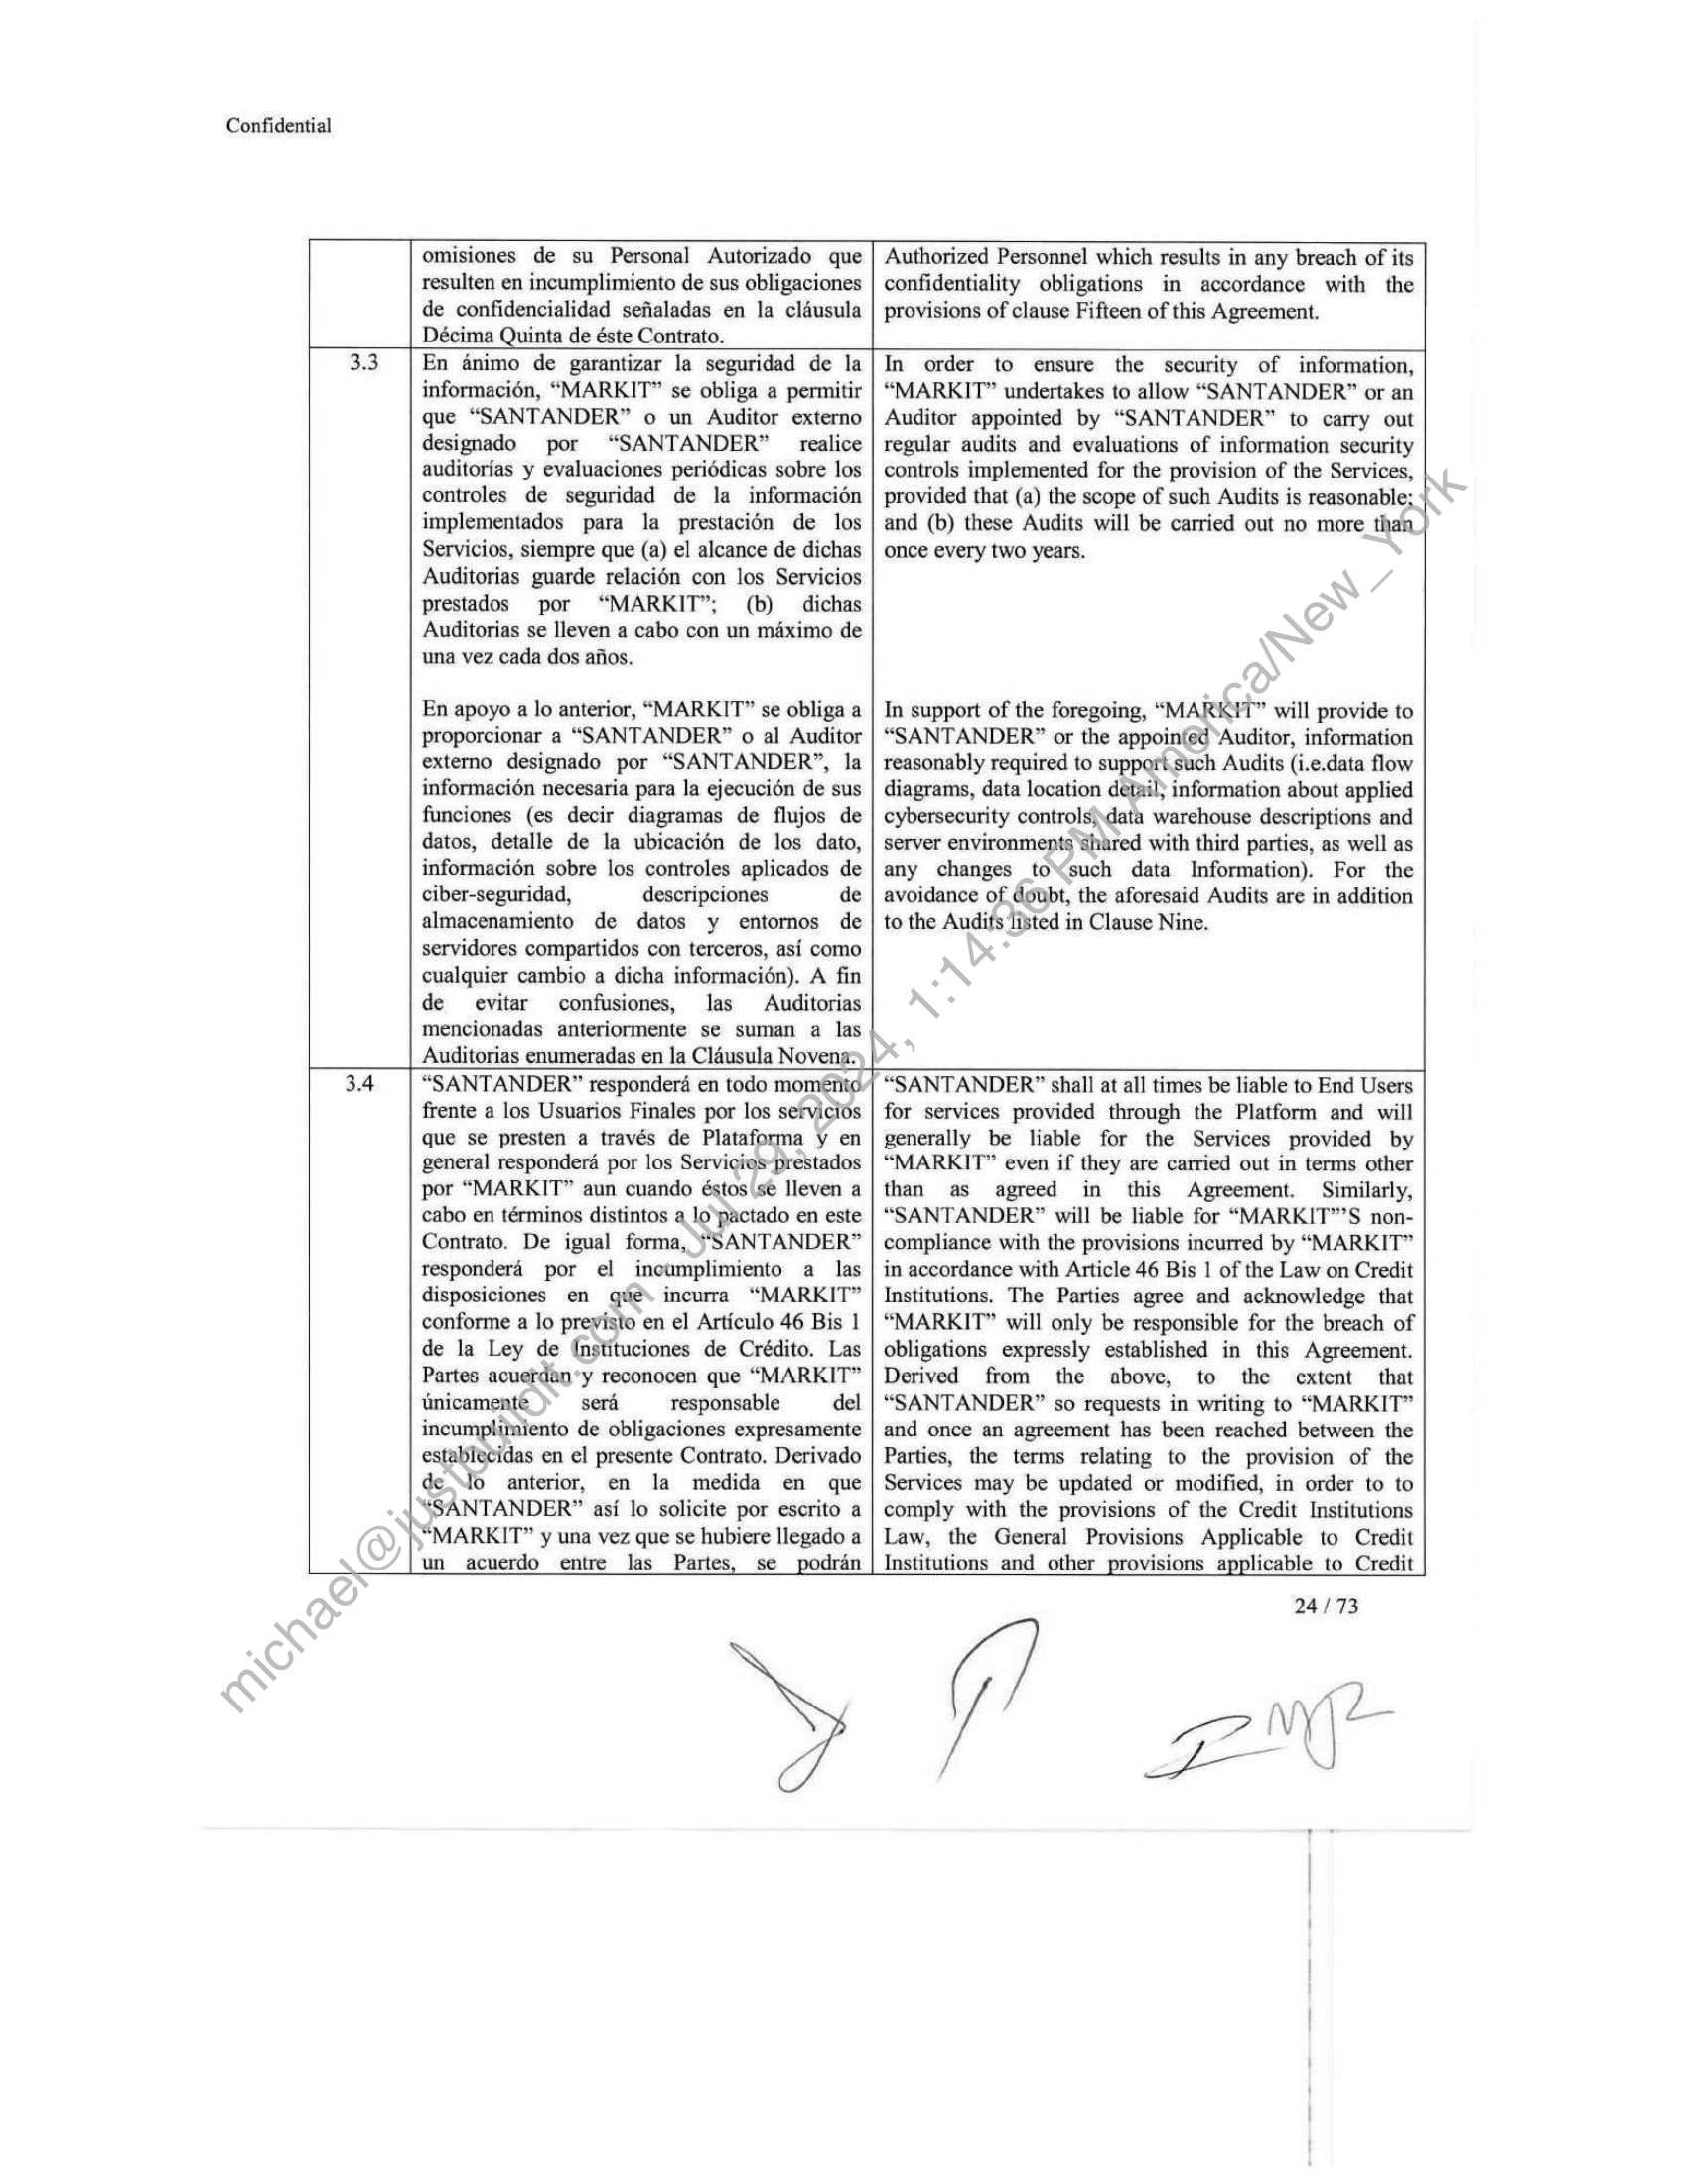 Confidential
omisiones de su Personal Autorizado que
resulten en incumplimiento de sus obligaciones
de confidencialidad señaladas en la cláusula
Décima Quinta de éste Contrato.
Authorized Personnel which results in any breach of its
confidentiality obligations in accordance with the
provisions of clause Fifteen of this Agreement.
3.3
En ánimo de garantizar la seguridad de la
información, “MARKIT” se obliga a permitir
que “SANTANDER” o un Auditor externo
designado por “SANTANDER” realice
auditorías y evaluaciones periódicas sobre los
controles de seguridad de la información
implementados para la prestación de los
Servicios, siempre que (a) el alcance de dichas
Auditorias guarde relación con los Servicios
prestados por “MARKIT”; (b) dichas
Auditorias se lleven a cabo con un máximo de
una vez cada dos años.
En apoyo a lo anterior, “MARKIT” se obliga a
proporcionar a “SANTANDER” o al Auditor
externo designado por “SANTANDER”, la
información necesaria para la ejecución de sus
funciones (es decir diagramas de flujos de
datos, detalle de la ubicación de los dato,
información sobre los controles aplicados de
ciber-seguridad, descripciones de
almacenamiento de datos y entornos de
servidores compartidos con terceros, así como
cualquier cambio a dicha información). A fin
de evitar confusiones, las Auditorias
mencionadas anteriormente se suman a las
Auditorias enumeradas en la Cláusula Novena.
In order to ensure the security of information,
“MARKIT” undertakes to allow “SANTANDER” or an
Auditor appointed by “SANTANDER” to carry out
regular audits and evaluations of information security
controls implemented for the provision of the Services,
provided that (a) the scope of such Audits is reasonable;
and (b) these Audits will be carried out no more than
once every two years.
In support of the foregoing, “MARKIT” will provide to
“SANTANDER” or the appointed Auditor, information
reasonably required to support such Audits (i.e.data flow
diagrams, data location detail, information about applied
cybersecurity controls, data warehouse descriptions and
server environments shared with third parties, as well as
any changes to such data Information). For the
avoidance of doubt, the aforesaid Audits are in addition
to the Audits listed in Clause Nine.
3.4
“SANTANDER” responderá en todo momento
frente a los Usuarios Finales por los servicios
que se presten a través de Plataforma y en
general responderá por los Servicios prestados
por “MARKIT” aun cuando éstos se lleven a
cabo en términos distintos a lo pactado en este
Contrato. De igual forma, “SANTANDER”
responderá por el incumplimiento a las
disposiciones en que incurra “MARKIT”
conforme a lo previsto en el Artículo 46 Bis 1
de la Ley de Instituciones de Crédito. Las
Partes acuerdan y reconocen que “MARKIT”
únicamente será responsable del
incumplimiento de obligaciones expresamente
establecidas en el presente Contrato. Derivado
de lo anterior, en la medida en que
“SANTANDER” así lo solicite por escrito a
“MARKIT” y una vez que se hubiere llegado a
un acuerdo entre las Partes, se podrán
“SANTANDER” shall at all times be liable to End Users
for services provided through the Platform and will
generally be liable for the Services provided by
“MARKIT” even if they are carried out in terms other
than as agreed in this Agreement. Similarly,
“SANTANDER” will be liable for “MARKIT”’S non-
compliance with the provisions incurred by “MARKIT”
in accordance with Article 46 Bis 1 of the Law on Credit
Institutions. The Parties agree and acknowledge that
“MARKIT” will only be responsible for the breach of
obligations expressly established in this Agreement.
Derived from the above, to the extent that
“SANTANDER” so requests in writing to “MARKIT”
and once an agreement has been reached between the
Parties, the terms relating to the provision of the
Services may be updated or modified, in order to to
comply with the provisions of the Credit Institutions
Law, the General Provisions Applicable to Credit
Institutions and other provisions applicable to Credit
24 / 73
michael@justbuildit.com - Jul 29, 2024, 1:14:36 PM America/New_York